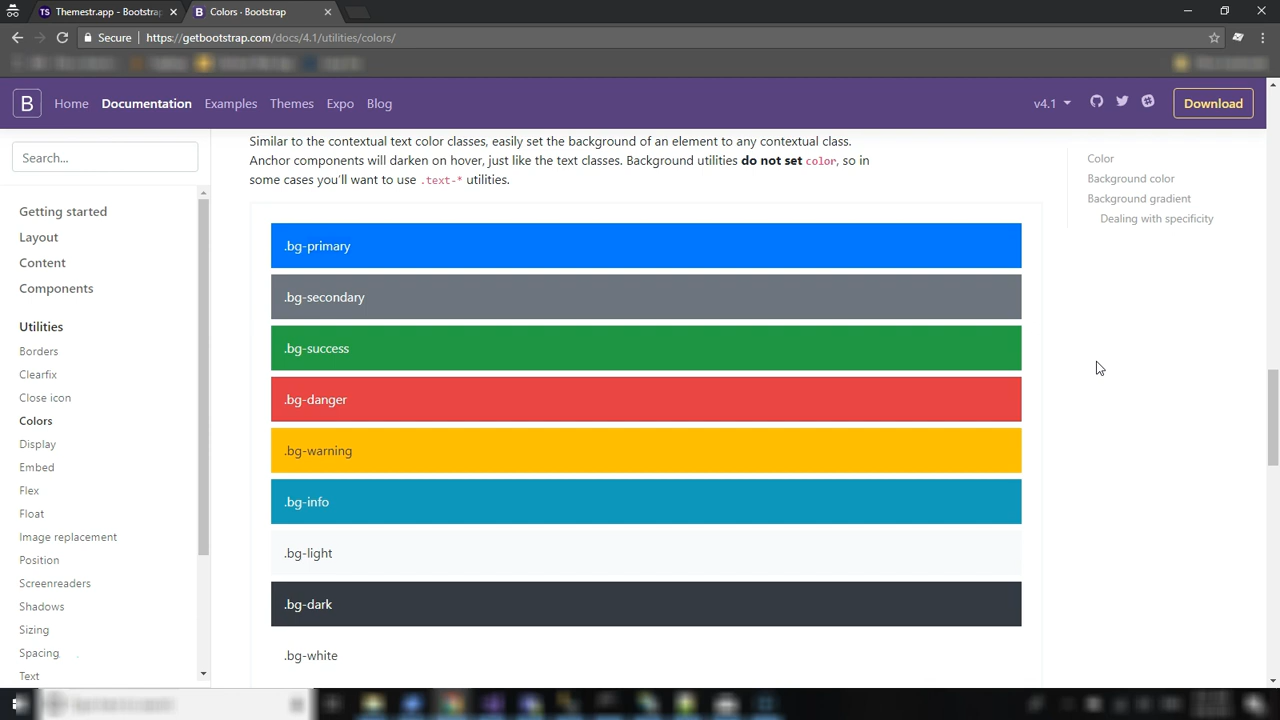 TS Themestr.app - Bootstrap
B Colors · Bootstrap
Secure | https://getbootstrap.com/docs/4.1/utilities/colors/
B Home Documentation Examples Themes Expo Blog v4.1 Download
Search...
Getting started
Layout
Content
Components
Utilities
Borders
Clearfix
Close icon
Colors
Display
Embed
Flex
Float
Image replacement
Position
Screenreaders
Shadows
Sizing
Spacing
Text
Similar to the contextual text color classes, easily set the background of an element to any contextual class.
Anchor components will darken on hover, just like the text classes. Background utilities do not set color, so in
some cases you'll want to use .text-* utilities.
.bg-primary
.bg-secondary
.bg-success
.bg-danger
.bg-warning
.bg-info
.bg-light
.bg-dark
.bg-white
Color
Background color
Background gradient
Dealing with specificity